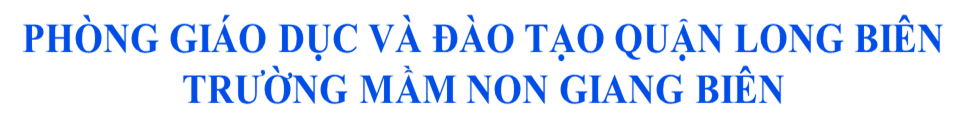 PHÒNG GIÁO DỤC VÀ ĐÀO TẠO QUẬN LONG BIÊN
TRƯỜNG MẦM NON GIANG BIÊN